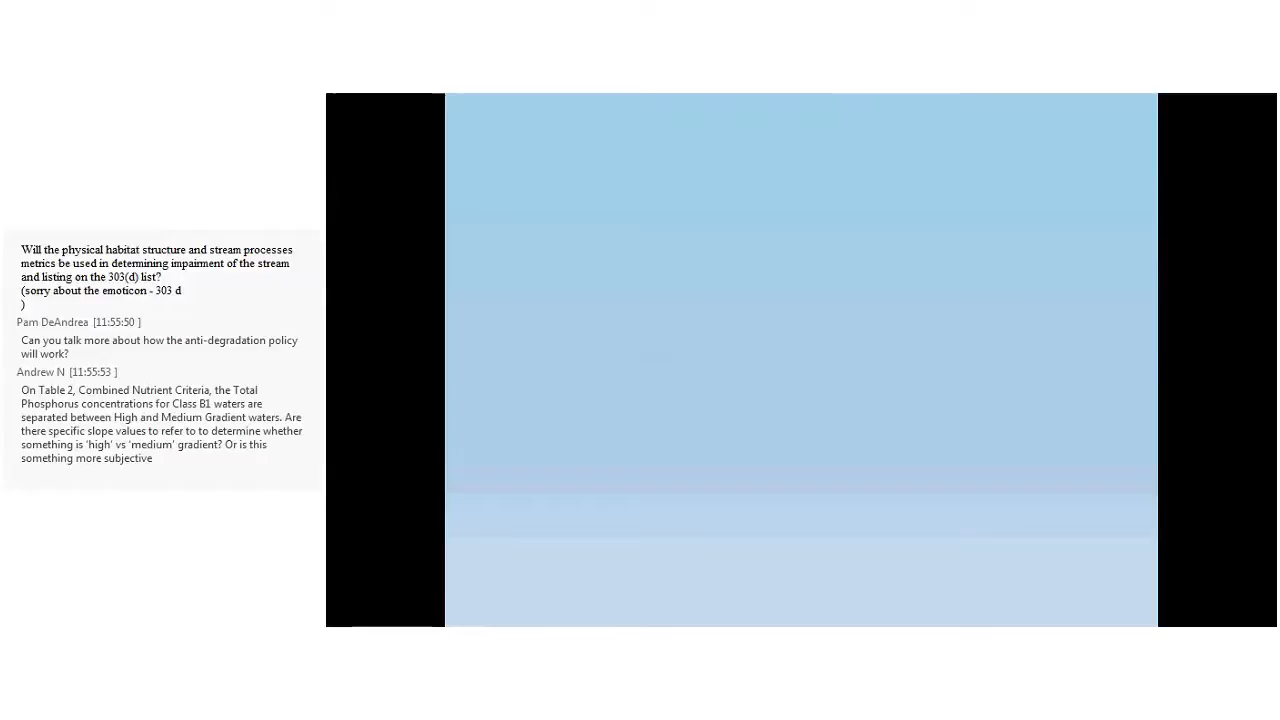 Will the physical habitat structure and stream processes
metrics be used in determining impairment of the stream
and listing on the 303(d) list?
(sorry about the emoticon - 303 d
)
Pam DeAndrea [11:55:50 ]
Can you talk more about how the anti-degradation policy
will work?
Andrew N [11:55:53 ]
On Table 2, Combined Nutrient Criteria, the Total
Phosphorus concentrations for Class B1 waters are
separated between High and Medium Gradient waters. Are
there specific slope values to refer to to determine whether
something is ‘high’ vs ‘medium’ gradient? Or is this
something more subjective